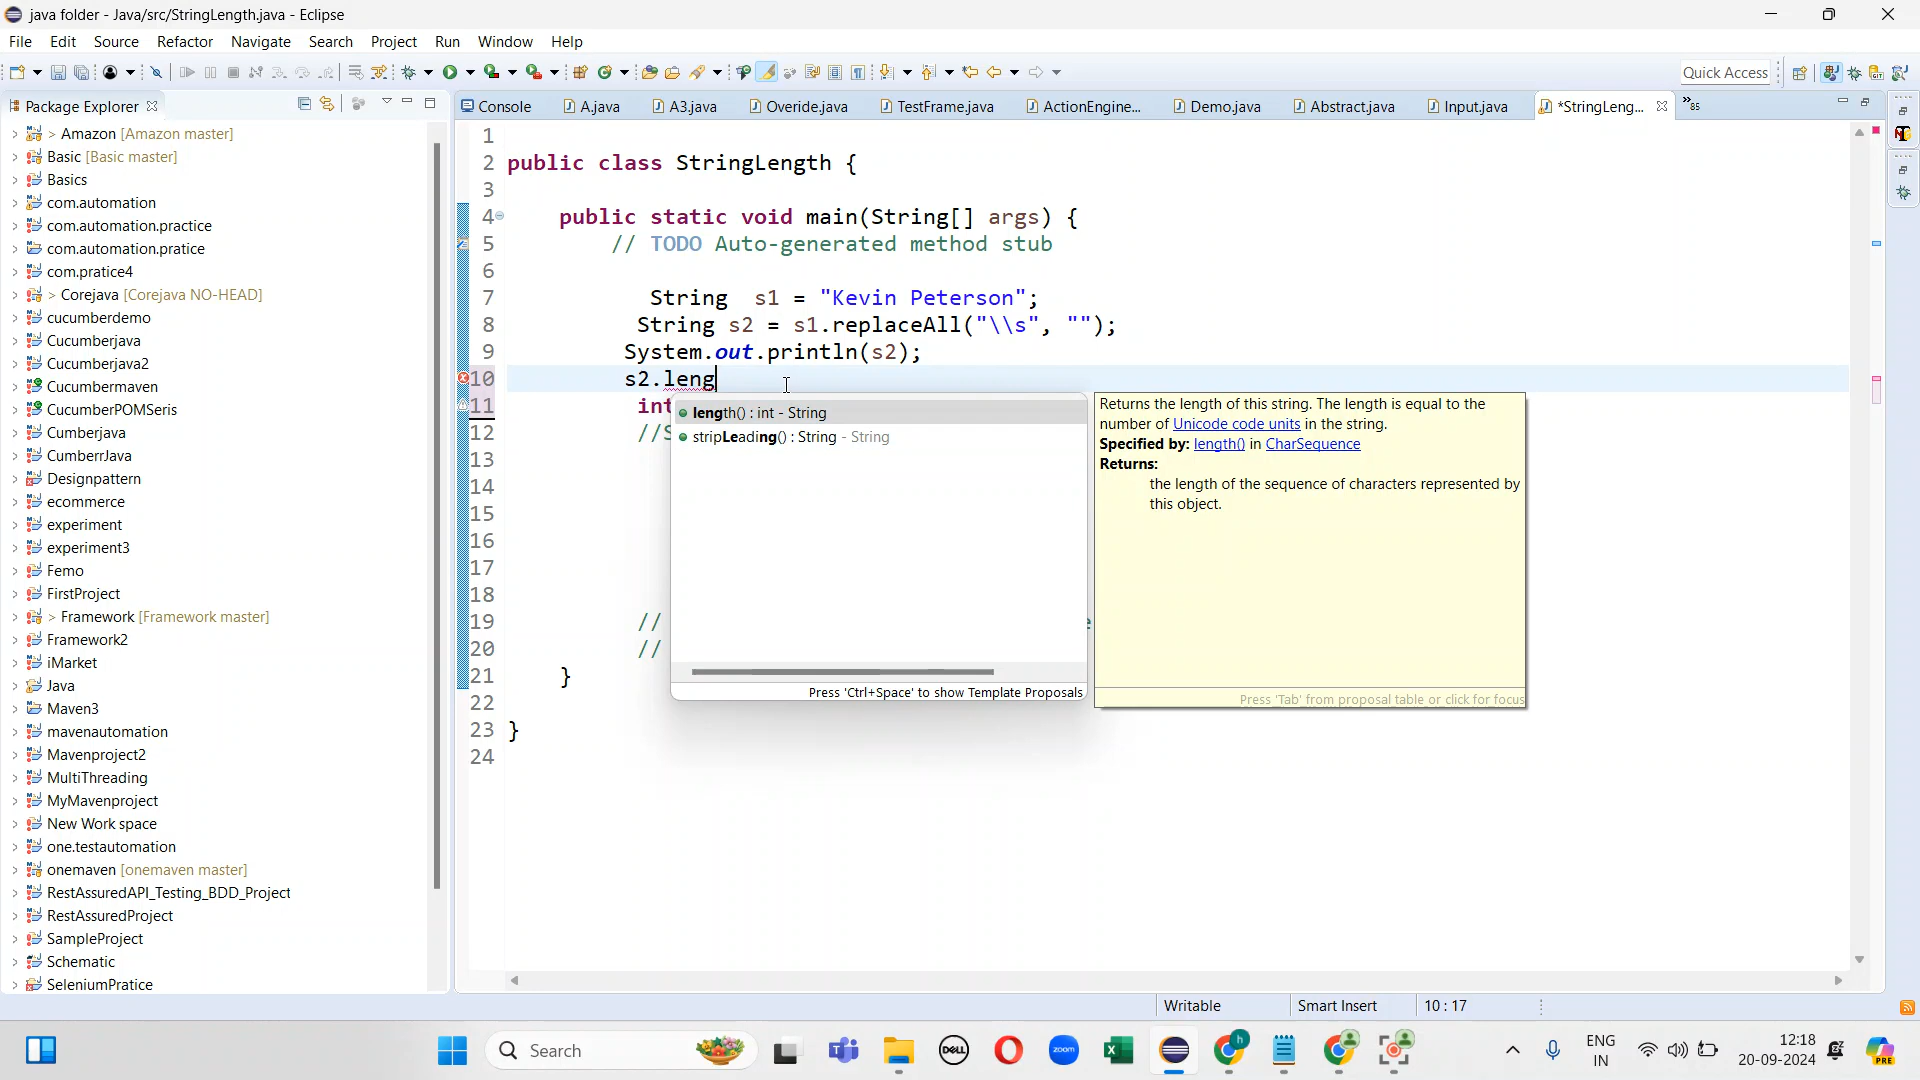 java folder - Java/src/StringLength.java - Eclipse
File Edit Source Refactor Navigate Search Project Run Window Help
Quick Access
Package Explorer
Console A.java A3.java Overide.java TestFrame.java ActionEngine... Demo.java Abstract.java Input.java *StringLeng... »85
> Amazon [Amazon master]
Basic [Basic master]
Basics
com.automation
com.automation.practice
com.automation.pratice
com.pratice4
> Corejava [Corejava NO-HEAD]
cucumberdemo
Cucumberjava
Cucumberjava2
Cucumbermaven
CucumberPOMSeris
Cumberjava
CumberrJava
Designpattern
ecommerce
experiment
experiment3
Femo
FirstProject
> Framework [Framework master]
Framework2
iMarket
Java
Maven3
mavenautomation
Mavenproject2
MultiThreading
MyMavenproject
New Work space
one.testautomation
onemaven [onemaven master]
RestAssuredAPI_Testing_BDD_Project
RestAssuredProject
SampleProject
Schematic
SeleniumPratice
1
2 public class StringLength {
3
4 public static void main(String[] args) {
5 // TODO Auto-generated method stub
6
7 String s1 = "Kevin Peterson";
8 String s2 = s1.replaceAll("\\s", "");
9 System.out.println(s2);
10 s2.leng
11 int
12 //S
13
14
15
16
17
18
19 // e
20 //
21 }
22
23 }
24
length() : int - String
stripLeading() : String - String
Press 'Ctrl+Space' to show Template Proposals
Returns the length of this string. The length is equal to the
number of Unicode code units in the string.
Specified by: length() in CharSequence
Returns:
the length of the sequence of characters represented by
this object.
Press 'Tab' from proposal table or click for focus
Writable Smart Insert 10 : 17
Search
DELL
zoom
ENG
IN
12:18
20-09-2024
PRE